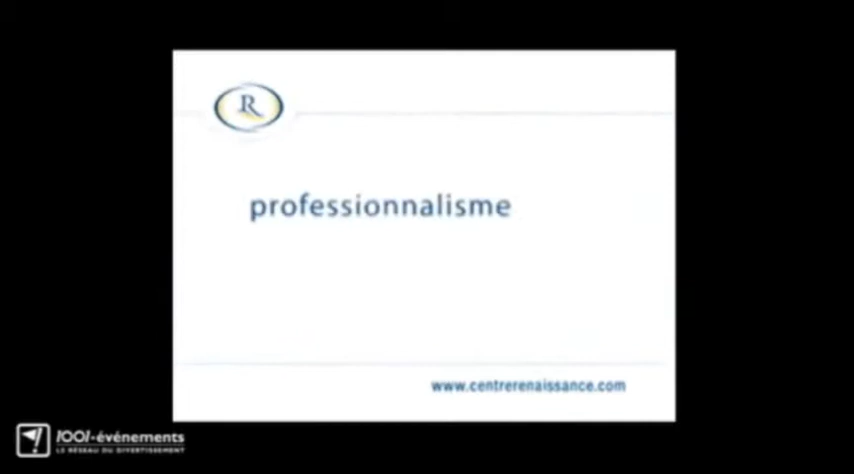 R
professionnalisme
www.centrerenaissance.com
1001-événements
LE RÉSEAU DU DIVERTISSEMENT